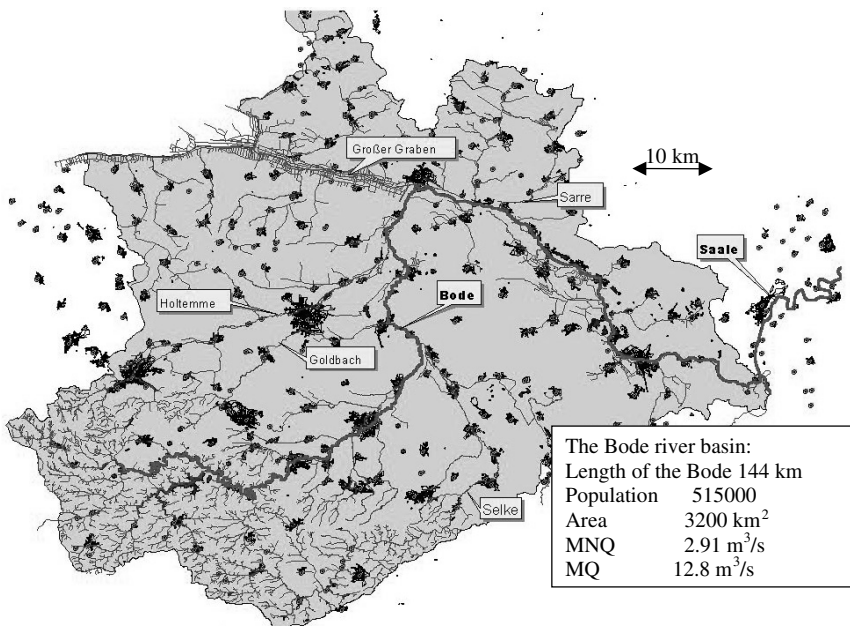 Großer Graben
10 km
Sarre
Saale
Bode
Holtemme
Goldbach
Selke
The Bode river basin:
Length of the Bode 144 km
Population 515000
Area 3200 km²
MNQ 2.91 m³/s
MQ 12.8 m³/s